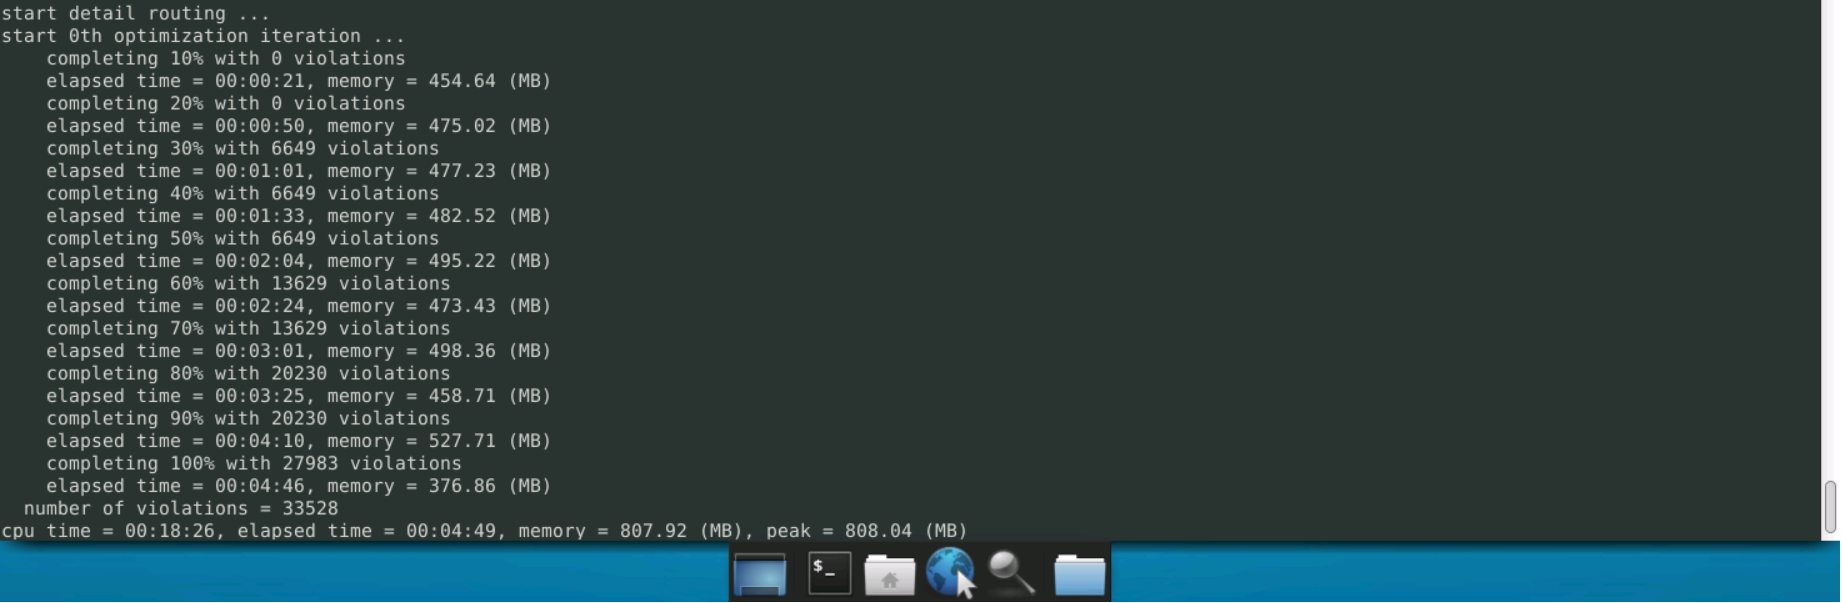 start detail routing ...
start 0th optimization iteration ...
    completing 10% with 0 violations
    elapsed time = 00:00:21, memory = 454.64 (MB)
    completing 20% with 0 violations
    elapsed time = 00:00:50, memory = 475.02 (MB)
    completing 30% with 6649 violations
    elapsed time = 00:01:01, memory = 477.23 (MB)
    completing 40% with 6649 violations
    elapsed time = 00:01:33, memory = 482.52 (MB)
    completing 50% with 6649 violations
    elapsed time = 00:02:04, memory = 495.22 (MB)
    completing 60% with 13629 violations
    elapsed time = 00:02:24, memory = 473.43 (MB)
    completing 70% with 13629 violations
    elapsed time = 00:03:01, memory = 498.36 (MB)
    completing 80% with 20230 violations
    elapsed time = 00:03:25, memory = 458.71 (MB)
    completing 90% with 20230 violations
    elapsed time = 00:04:10, memory = 527.71 (MB)
    completing 100% with 27983 violations
    elapsed time = 00:04:46, memory = 376.86 (MB)
  number of violations = 33528
cpu time = 00:18:26, elapsed time = 00:04:49, memory = 807.92 (MB), peak = 808.04 (MB)
$_